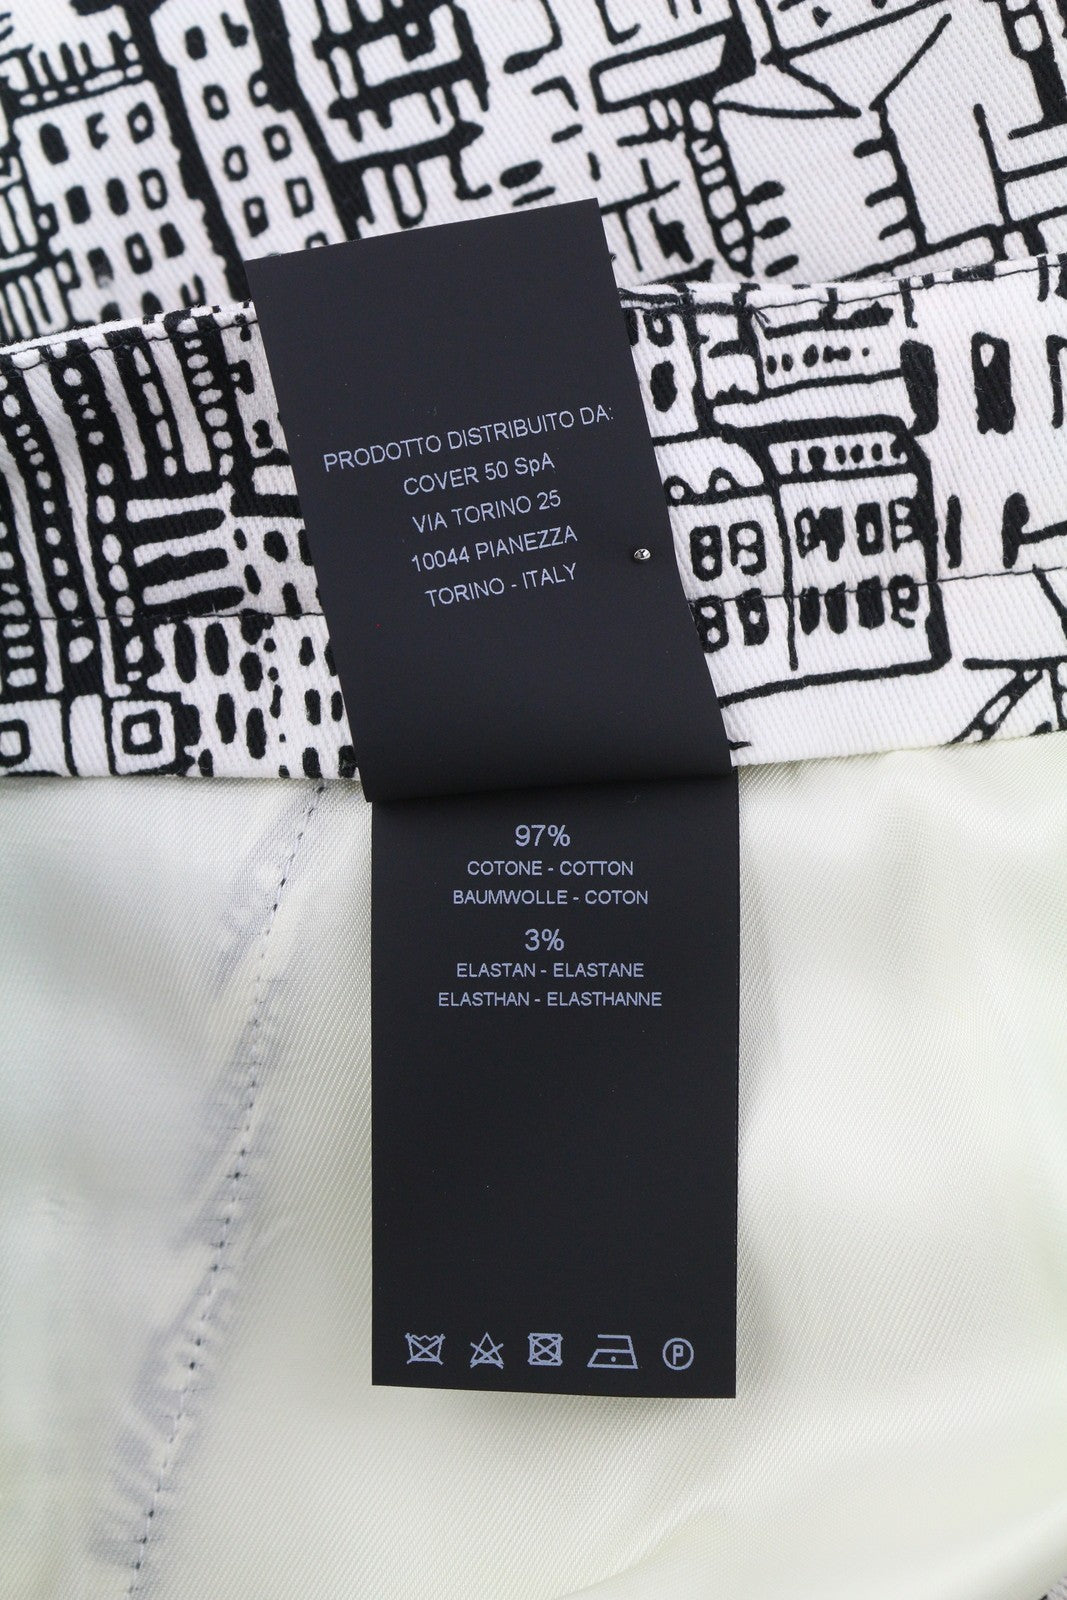 PRODOTTO DISTRIBUITO DA:
COVER 50 SpA
VIA TORINO 25
10044 PIANEZZA
TORINO - ITALY
97%
COTONE - COTTON
BAUMWOLLE - COTON
3%
ELASTAN - ELASTANE
ELASTHAN - ELASTHANNE
P